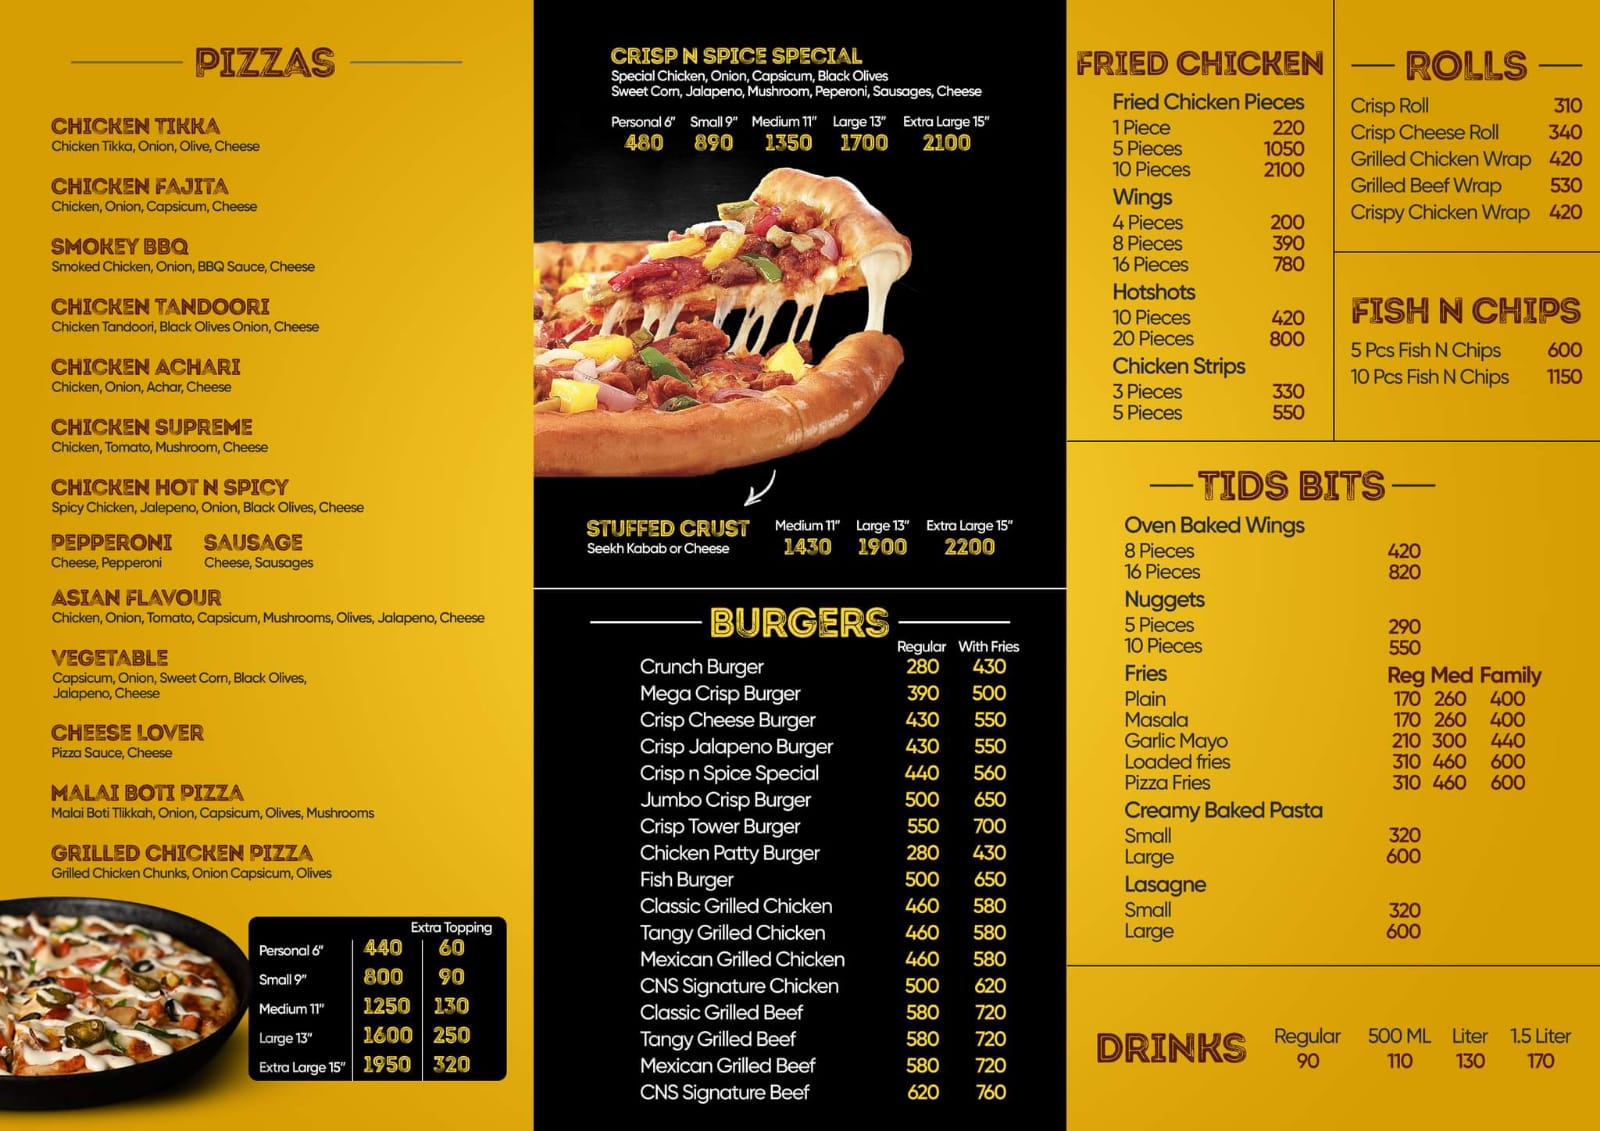 PIZZAS
CHICKEN TIKKA
Chicken Tikka, Onion, Olive, Cheese
CHICKEN FAJITA
Chicken, Onion, Capsicum, Cheese
SMOKEY BBQ
Smoked Chicken, Onion, BBQ Sauce, Cheese
CHICKEN TANDOORI
Chicken Tandoori, Black Olives Onion, Cheese
CHICKEN ACHARI
Chicken, Onion, Achar, Cheese
CHICKEN SUPREME
Chicken, Tomato, Mushroom, Cheese
CHICKEN HOT N SPICY
Spicy Chicken, Jalepeno, Onion, Black Olives, Cheese
PEPPERONI SAUSAGE
Cheese, Pepperoni Cheese, Sausages
ASIAN FLAVOUR
Chicken, Onion, Tomato, Capsicum, Mushrooms, Olives, Jalapeno, Cheese
VEGETABLE
Capsicum, Onion, Sweet Corn, Black Olives,
Jalapeno, Cheese
CHEESE LOVER
Pizza Sauce, Cheese
MALAI BOTI PIZZA
Malai Boti Tlikkah, Onion, Capsicum, Olives, Mushrooms
GRILLED CHICKEN PIZZA
Grilled Chicken Chunks, Onion Capsicum, Olives
Extra Topping
Personal 6" 440 60
Small 9" 800 90
Medium 11" 1250 130
Large 13" 1600 250
Extra Large 15" 1950 320
CRISP N SPICE SPECIAL
Special Chicken, Onion, Capsicum, Black Olives
Sweet Corn, Jalapeno, Mushroom, Peperoni, Sausages, Cheese
Personal 6" Small 9" Medium 11" Large 13" Extra Large 15"
480 890 1350 1700 2100
STUFFED CRUST Medium 11" Large 13" Extra Large 15"
Seekh Kabab or Cheese 1430 1900 2200
BURGERS
Regular With Fries
Crunch Burger 280 430
Mega Crisp Burger 390 500
Crisp Cheese Burger 430 550
Crisp Jalapeno Burger 430 550
Crisp n Spice Special 440 560
Jumbo Crisp Burger 500 650
Crisp Tower Burger 550 700
Chicken Patty Burger 280 430
Fish Burger 500 650
Classic Grilled Chicken 460 580
Tangy Grilled Chicken 460 580
Mexican Grilled Chicken 460 580
CNS Signature Chicken 500 620
Classic Grilled Beef 580 720
Tangy Grilled Beef 580 720
Mexican Grilled Beef 580 720
CNS Signature Beef 620 760
FRIED CHICKEN
Fried Chicken Pieces
1 Piece 220
5 Pieces 1050
10 Pieces 2100
Wings
4 Pieces 200
8 Pieces 390
16 Pieces 780
Hotshots
10 Pieces 420
20 Pieces 800
Chicken Strips
3 Pieces 330
5 Pieces 550
ROLLS
Crisp Roll 310
Crisp Cheese Roll 340
Grilled Chicken Wrap 420
Grilled Beef Wrap 530
Crispy Chicken Wrap 420
FISH N CHIPS
5 Pcs Fish N Chips 600
10 Pcs Fish N Chips 1150
TIDS BITS
Oven Baked Wings
8 Pieces 420
16 Pieces 820
Nuggets
5 Pieces 290
10 Pieces 550
Fries Reg Med Family
Plain 170 260 400
Masala 170 260 400
Garlic Mayo 210 300 440
Loaded fries 310 460 600
Pizza Fries 310 460 600
Creamy Baked Pasta
Small 320
Large 600
Lasagne
Small 320
Large 600
DRINKS Regular 500 ML Liter 1.5 Liter
90 110 130 170